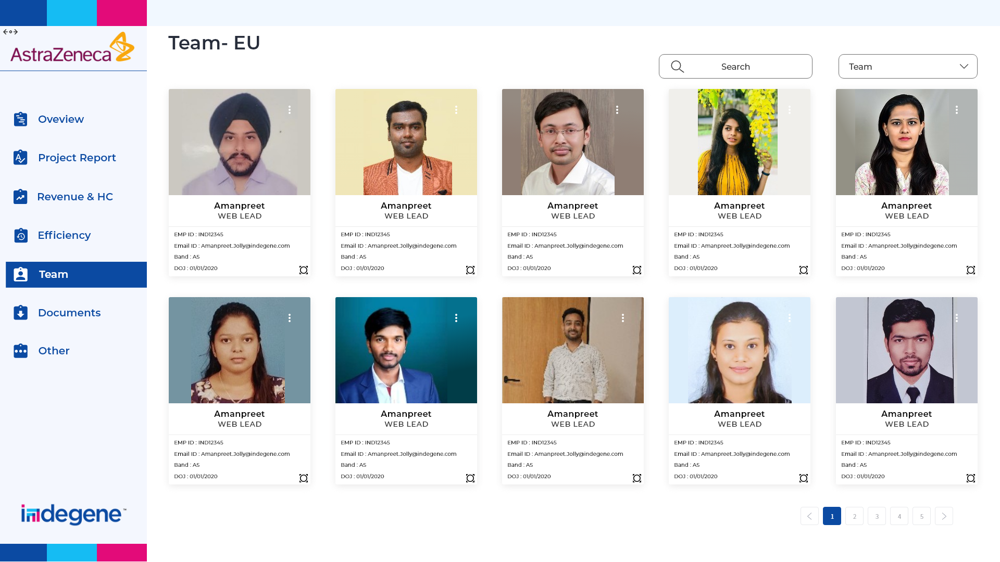 AstraZeneca
Oveview
Project Report
Revenue & HC
Efficiency
Team
Documents
Other
indegene™
Team- EU
Search
Team
Amanpreet
WEB LEAD
EMP ID : IND12345
Email ID : Amanpreet.Jolly@indegene.com
Band : A5
DOJ : 01/01/2020
Amanpreet
WEB LEAD
EMP ID : IND12345
Email ID : Amanpreet.Jolly@indegene.com
Band : A5
DOJ : 01/01/2020
Amanpreet
WEB LEAD
EMP ID : IND12345
Email ID : Amanpreet.Jolly@indegene.com
Band : A5
DOJ : 01/01/2020
Amanpreet
WEB LEAD
EMP ID : IND12345
Email ID : Amanpreet.Jolly@indegene.com
Band : A5
DOJ : 01/01/2020
Amanpreet
WEB LEAD
EMP ID : IND12345
Email ID : Amanpreet.Jolly@indegene.com
Band : A5
DOJ : 01/01/2020
Amanpreet
WEB LEAD
EMP ID : IND12345
Email ID : Amanpreet.Jolly@indegene.com
Band : A5
DOJ : 01/01/2020
Amanpreet
WEB LEAD
EMP ID : IND12345
Email ID : Amanpreet.Jolly@indegene.com
Band : A5
DOJ : 01/01/2020
Amanpreet
WEB LEAD
EMP ID : IND12345
Email ID : Amanpreet.Jolly@indegene.com
Band : A5
DOJ : 01/01/2020
Amanpreet
WEB LEAD
EMP ID : IND12345
Email ID : Amanpreet.Jolly@indegene.com
Band : A5
DOJ : 01/01/2020
Amanpreet
WEB LEAD
EMP ID : IND12345
Email ID : Amanpreet.Jolly@indegene.com
Band : A5
DOJ : 01/01/2020
1 2 3 4 5